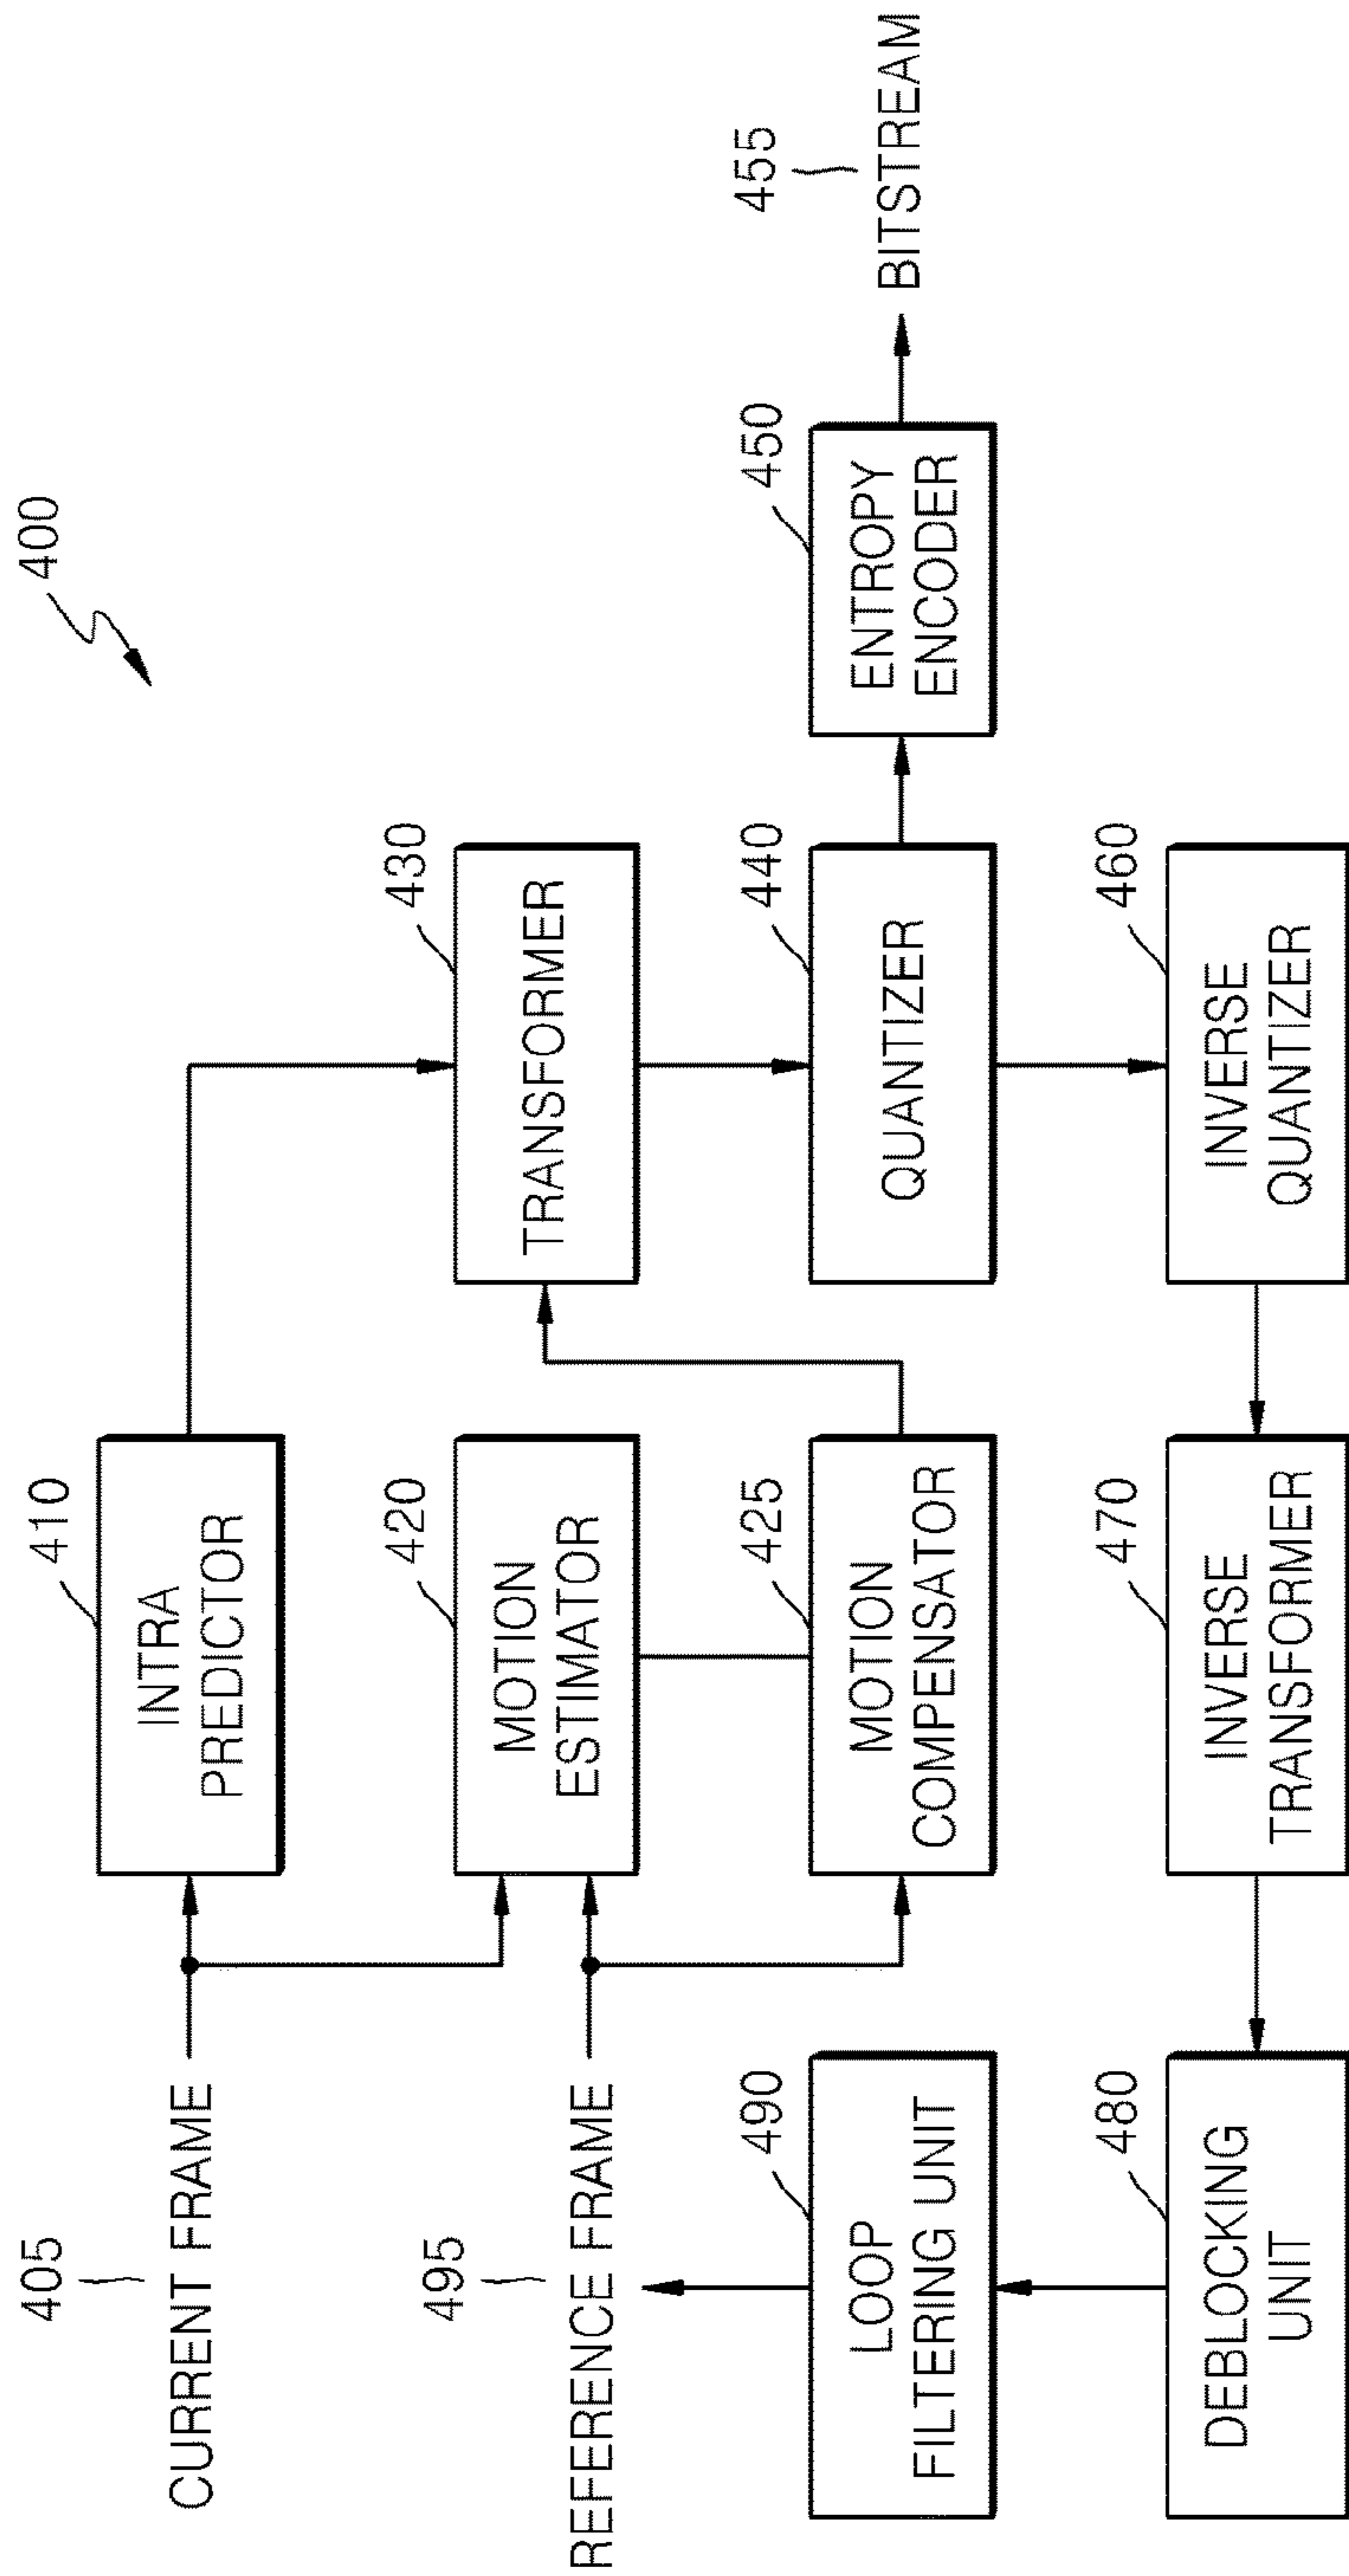 400
405
CURRENT FRAME
410
INTRA
PREDICTOR
495
REFERENCE FRAME
420
MOTION
ESTIMATOR
430
TRANSFORMER
490
LOOP
FILTERING UNIT
425
MOTION
COMPENSATOR
440
QUANTIZER
450
ENTROPY
ENCODER
455
BITSTREAM
480
DEBLOCKING
UNIT
470
INVERSE
TRANSFORMER
460
INVERSE
QUANTIZER